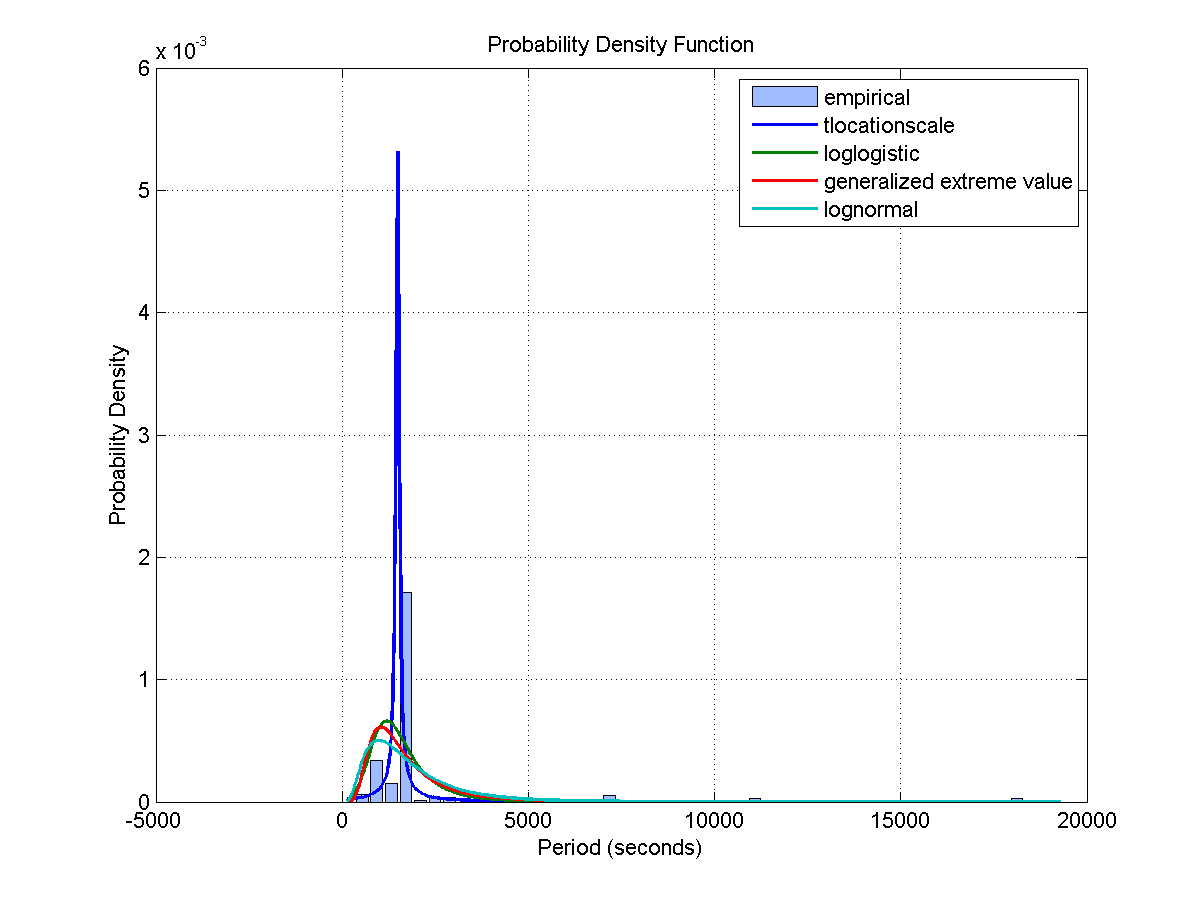 Probability Density Function
x 10^-3
6
5
4
3
2
1
0
Probability Density
empirical
tlocationscale
loglogistic
generalized extreme value
lognormal
-5000 0 5000 10000 15000 20000
Period (seconds)